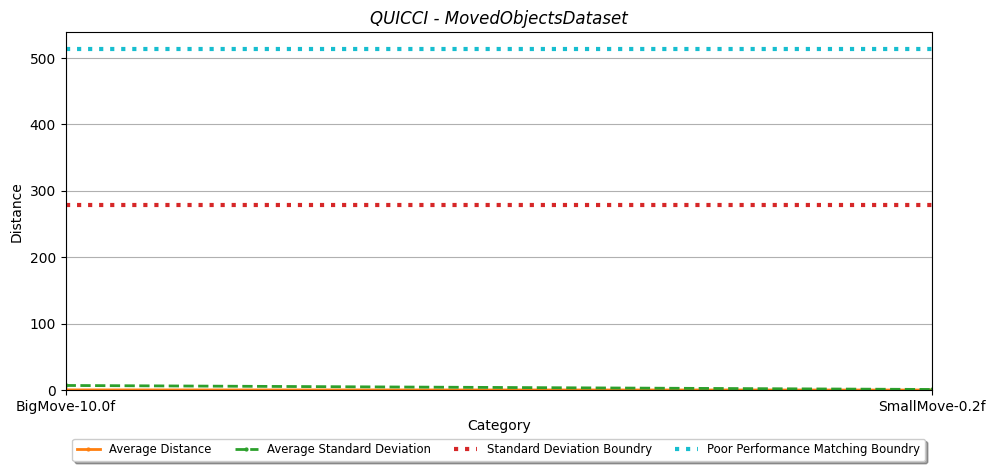 QUICCI - MovedObjectsDataset
500
400
300
200
100
0
Distance
BigMove-10.0f SmallMove-0.2f
Category
Average Distance Average Standard Deviation Standard Deviation Boundry Poor Performance Matching Boundry